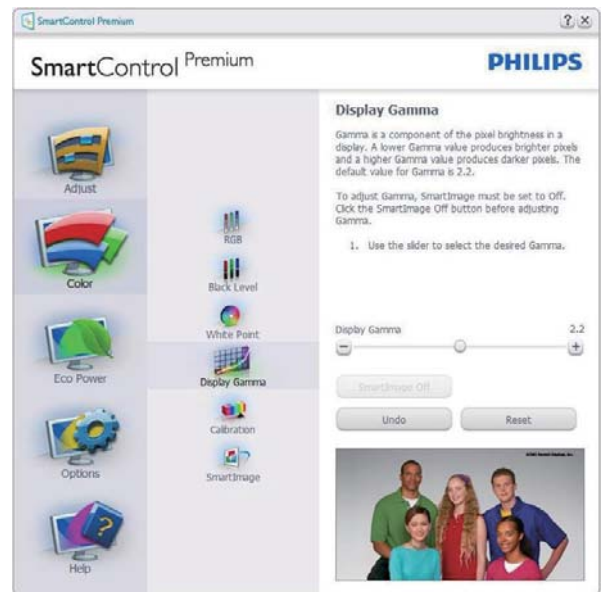 SmartControl Premium
SmartControl Premium
PHILIPS
Adjust
Color
Eco Power
Options
Help
RGB
Black Level
White Point
Display Gamma
Calibration
SmartImage
Display Gamma
Gamma is a component of the pixel brightness in a
display. A lower Gamma value produces brighter pixels
and a higher Gamma value produces darker pixels. The
default value for Gamma is 2.2.
To adjust Gamma, SmartImage must be set to Off.
Click the SmartImage Off button before adjusting
Gamma.
1. Use the slider to select the desired Gamma.
Display Gamma 2.2
SmartImage Off
Undo
Reset